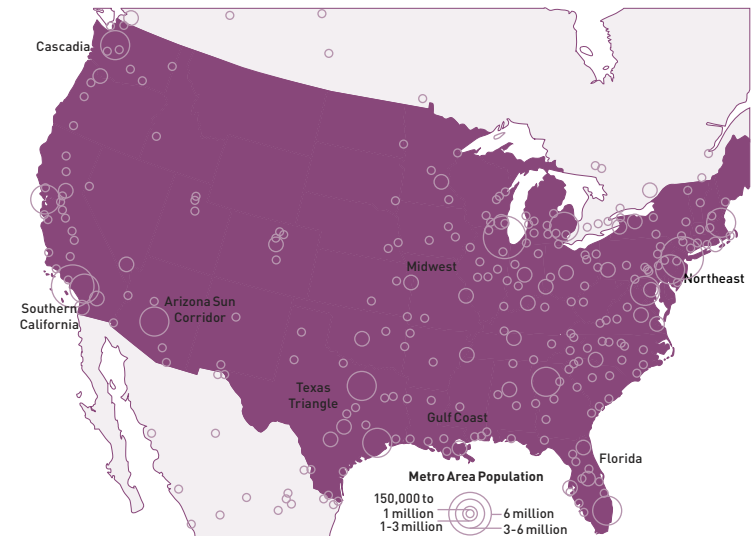 Cascadia
Midwest
Northeast
Arizona Sun
Corridor
Southern
California
Texas
Triangle
Gulf Coast
Florida
Metro Area Population
150,000 to
1 million
1-3 million
6 million
3-6 million